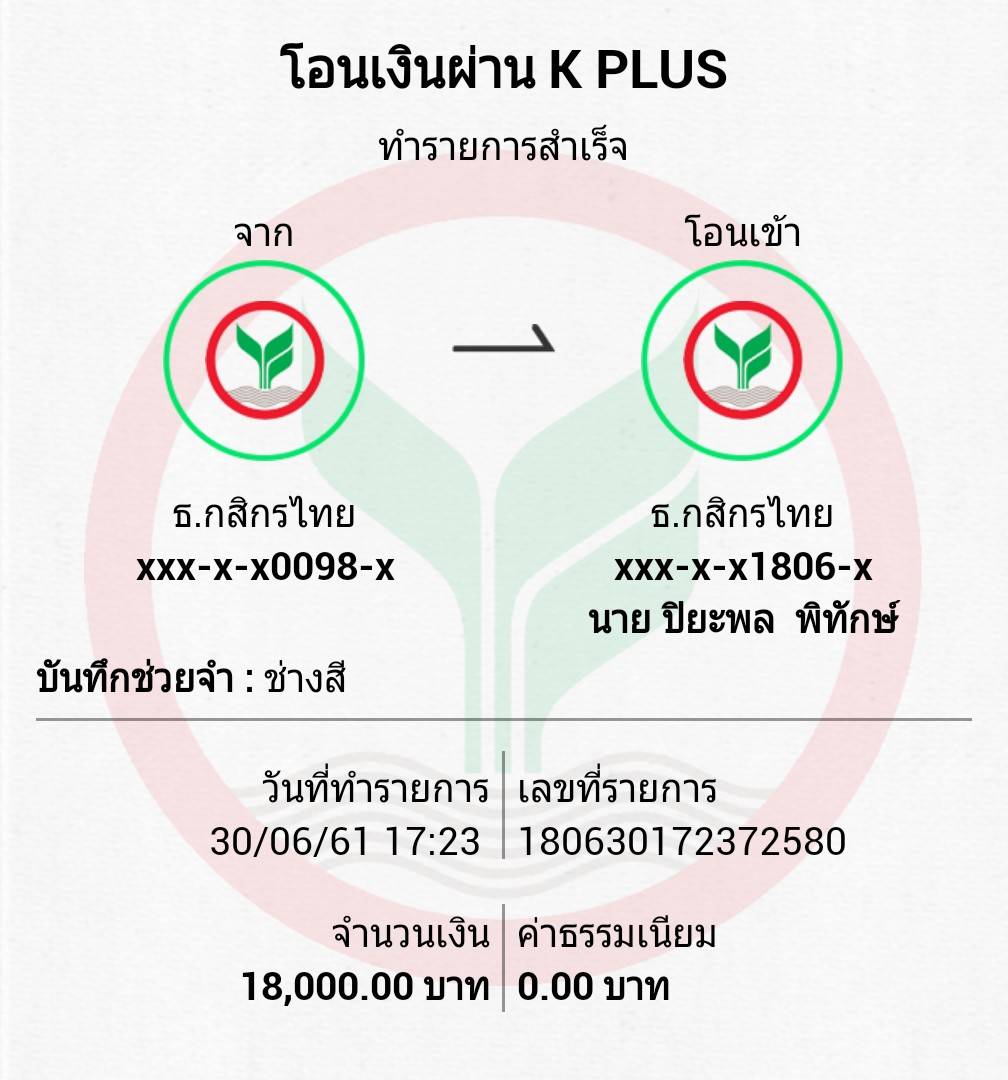 โอนเงินผ่าน K PLUS
ทำรายการสำเร็จ
จาก
โอนเข้า
ธ.กสิกรไทย
xxx-x-x0098-x
ธ.กสิกรไทย
xxx-x-x1806-x
นาย ปิยะพล พิทักษ์
บันทึกช่วยจำ : ช่างสี
วันที่ทำรายการ
30/06/61 17:23
เลขที่รายการ
180630172372580
จำนวนเงิน
18,000.00 บาท
ค่าธรรมเนียม
0.00 บาท